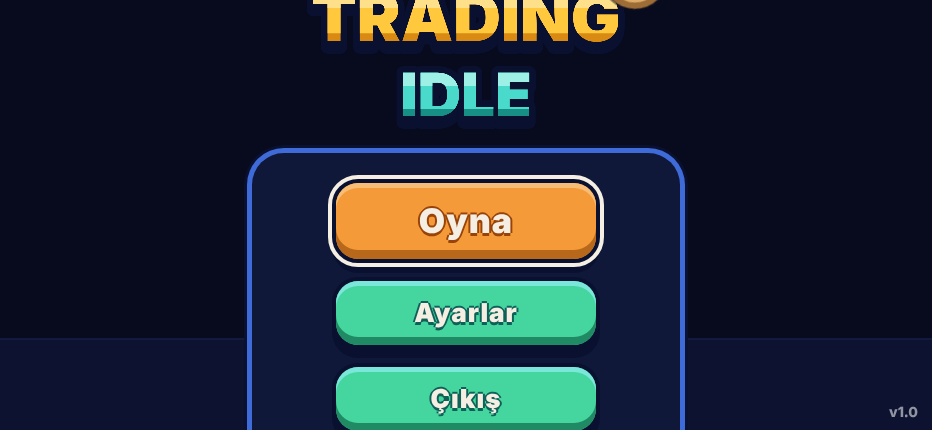 TRADING
IDLE
Oyna
Ayarlar
Çıkış
v1.0